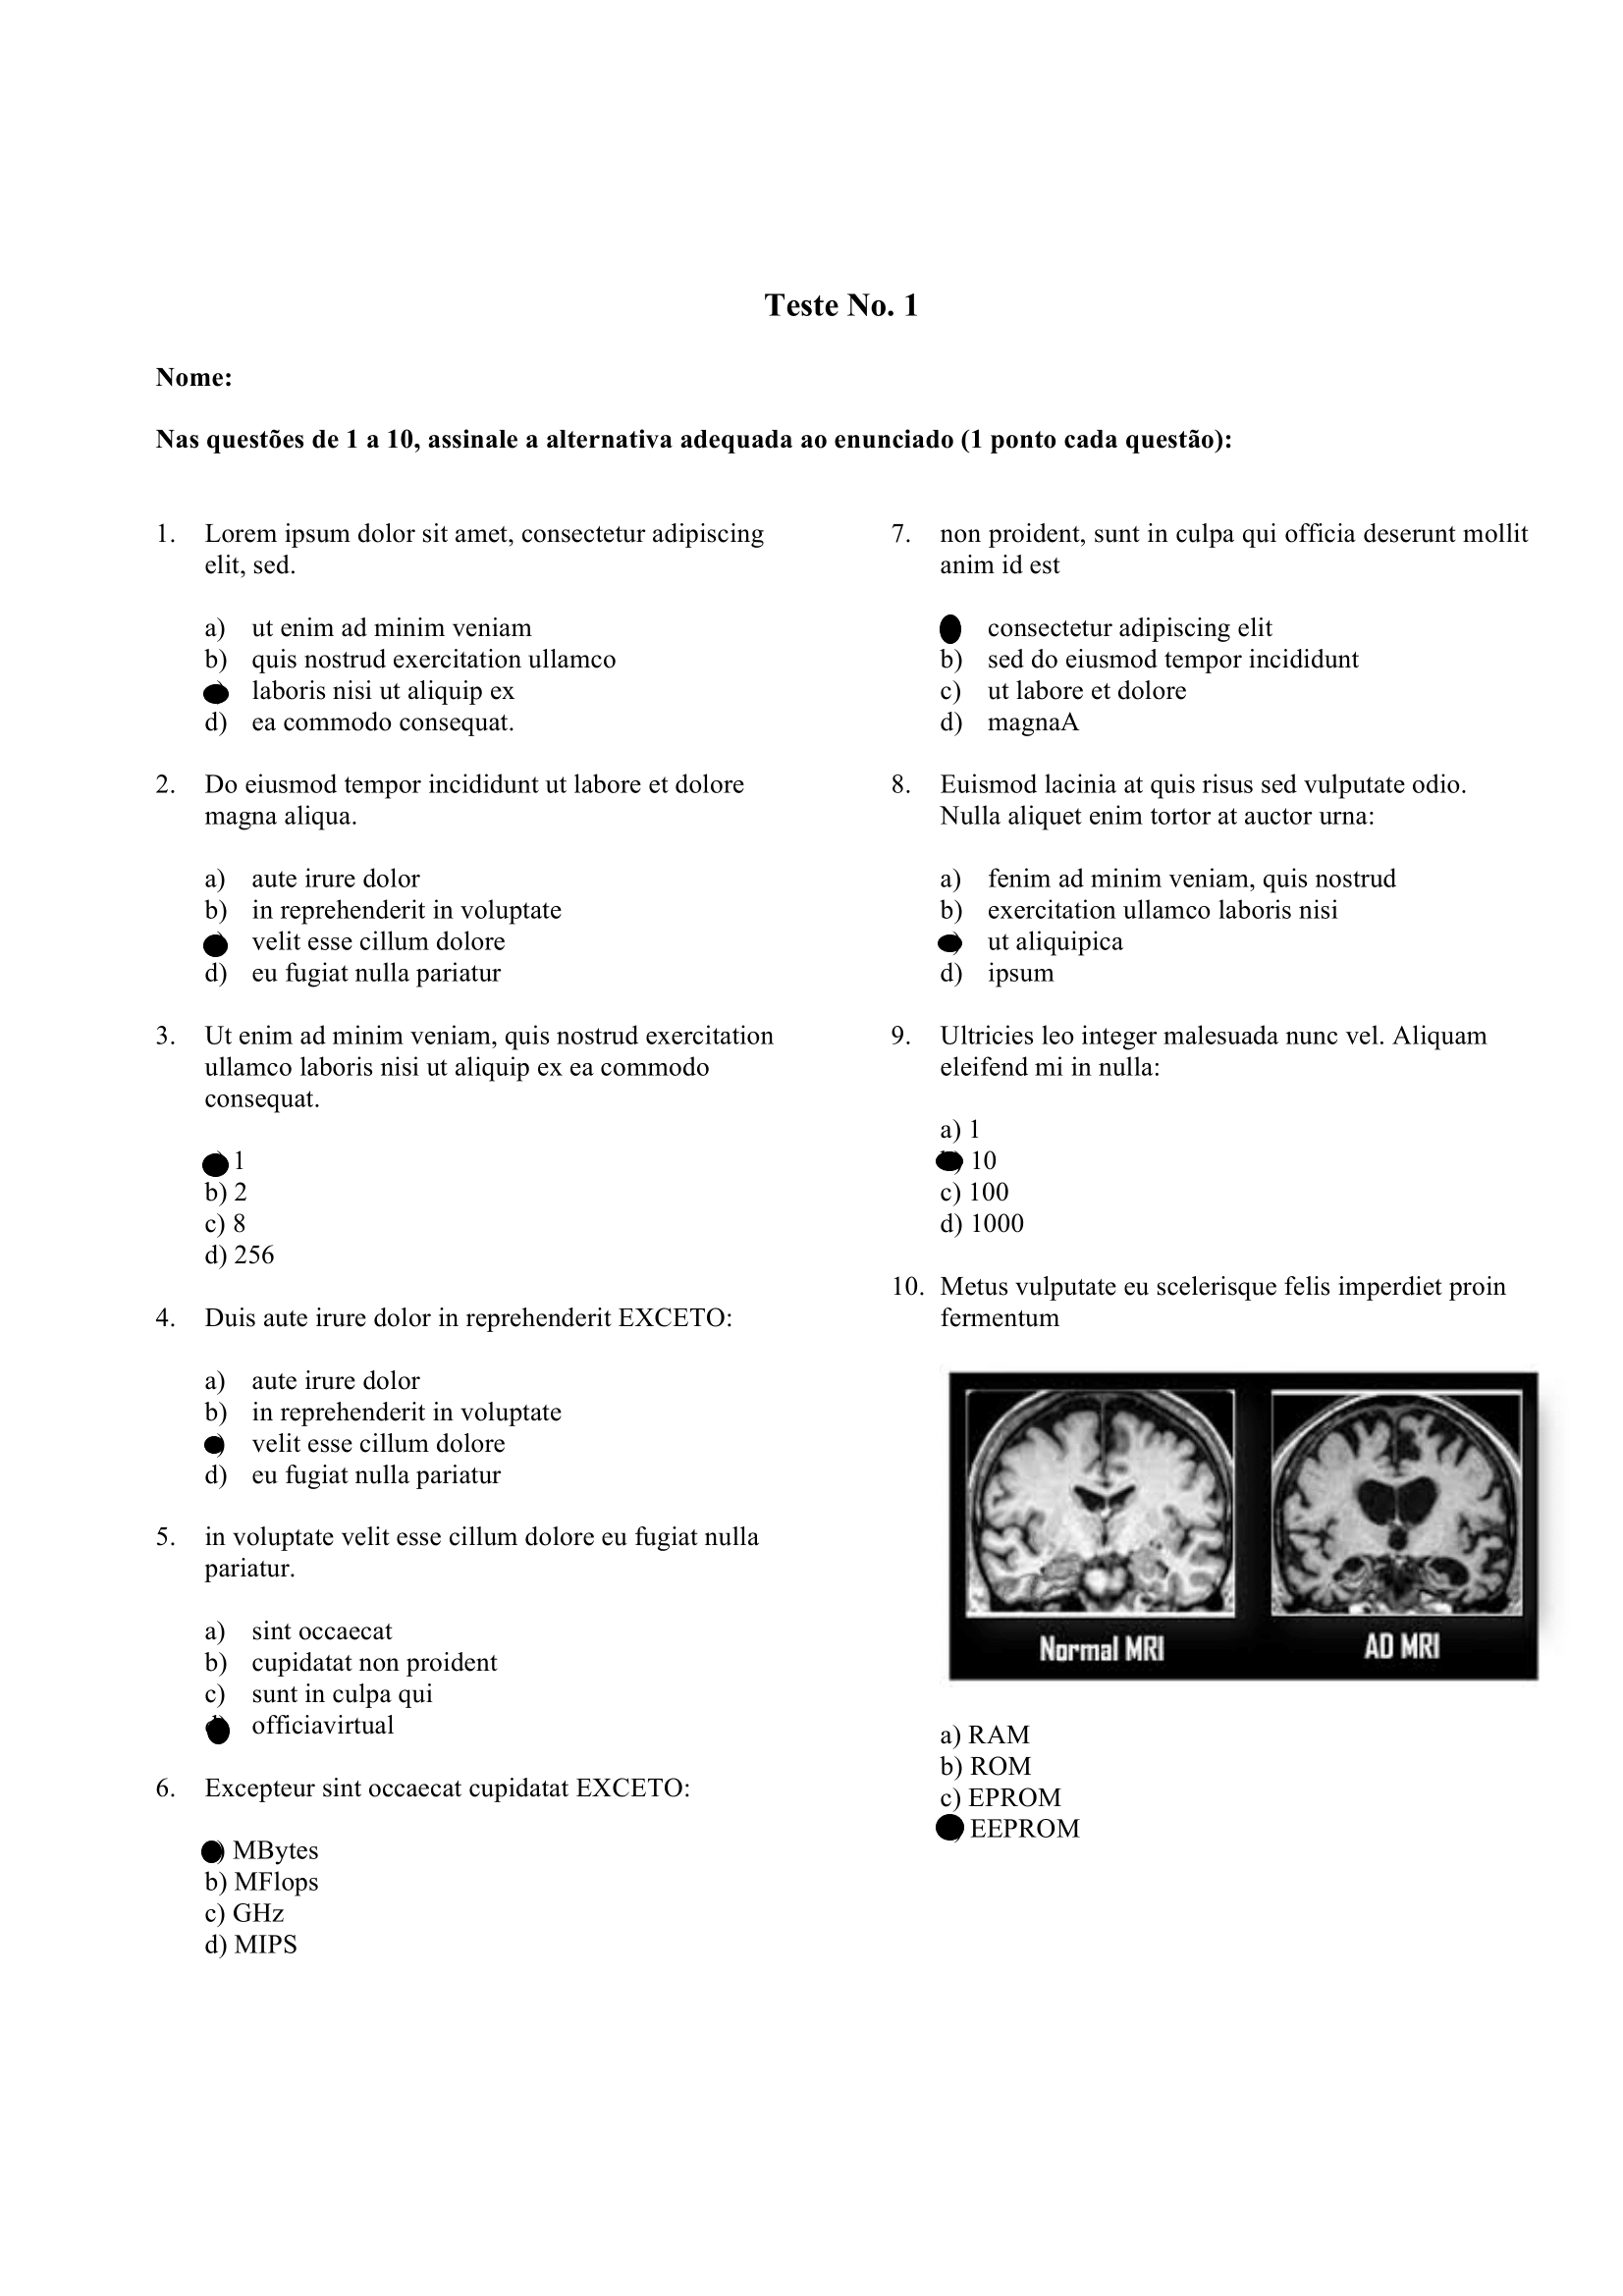 Teste No. 1
Nome:
Nas questões de 1 a 10, assinale a alternativa adequada ao enunciado (1 ponto cada questão):
1. Lorem ipsum dolor sit amet, consectetur adipiscing
elit, sed.
a) ut enim ad minim veniam
b) quis nostrud exercitation ullamco
laboris nisi ut aliquip ex
d) ea commodo consequat.
2. Do eiusmod tempor incididunt ut labore et dolore
magna aliqua.
a) aute irure dolor
b) in reprehenderit in voluptate
velit esse cillum dolore
d) eu fugiat nulla pariatur
3. Ut enim ad minim veniam, quis nostrud exercitation
ullamco laboris nisi ut aliquip ex ea commodo
consequat.
1
b) 2
c) 8
d) 256
4. Duis aute irure dolor in reprehenderit EXCETO:
a) aute irure dolor
b) in reprehenderit in voluptate
velit esse cillum dolore
d) eu fugiat nulla pariatur
5. in voluptate velit esse cillum dolore eu fugiat nulla
pariatur.
a) sint occaecat
b) cupidatat non proident
c) sunt in culpa qui
officiavirtual
6. Excepteur sint occaecat cupidatat EXCETO:
MBytes
b) MFlops
c) GHz
d) MIPS
7. non proident, sunt in culpa qui officia deserunt mollit
anim id est
consectetur adipiscing elit
b) sed do eiusmod tempor incididunt
c) ut labore et dolore
d) magnaA
8. Euismod lacinia at quis risus sed vulputate odio.
Nulla aliquet enim tortor at auctor urna:
a) fenim ad minim veniam, quis nostrud
b) exercitation ullamco laboris nisi
ut aliquipica
d) ipsum
9. Ultricies leo integer malesuada nunc vel. Aliquam
eleifend mi in nulla:
a) 1
10
c) 100
d) 1000
10. Metus vulputate eu scelerisque felis imperdiet proin
fermentum
Normal MRI
AD MRI
a) RAM
b) ROM
c) EPROM
EEPROM